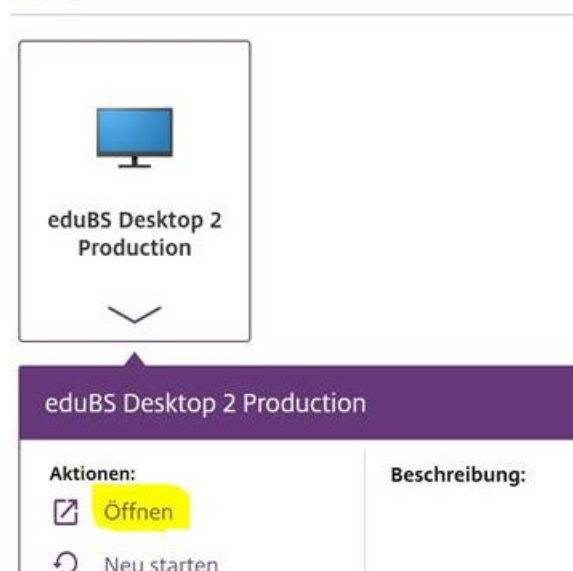 eduBS Desktop 2
Production
eduBS Desktop 2 Production
Aktionen:
Beschreibung:
Öffnen
Neu starten